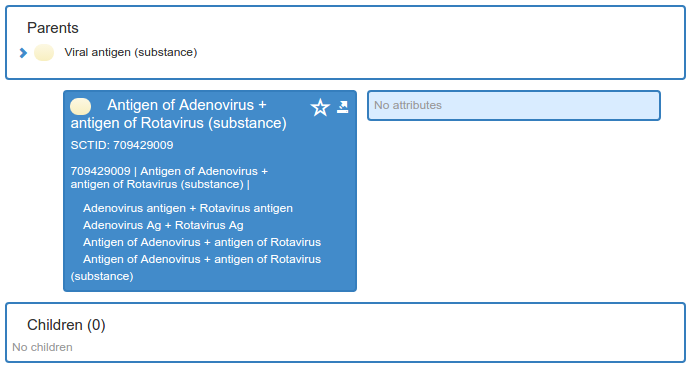 Parents
Viral antigen (substance)
Antigen of Adenovirus +
antigen of Rotavirus (substance)
SCTID: 709429009
709429009 | Antigen of Adenovirus +
antigen of Rotavirus (substance) |
Adenovirus antigen + Rotavirus antigen
Adenovirus Ag + Rotavirus Ag
Antigen of Adenovirus + antigen of Rotavirus
Antigen of Adenovirus + antigen of Rotavirus
(substance)
No attributes
Children (0)
No children